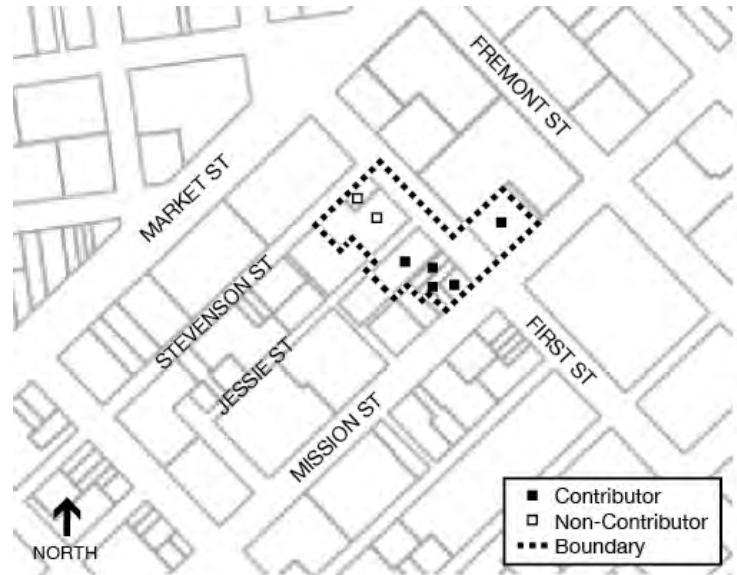 FREMONT ST
MARKET ST
STEVENSON ST
JESSIE ST
FIRST ST
MISSION ST
NORTH
Contributor
Non-Contributor
Boundary